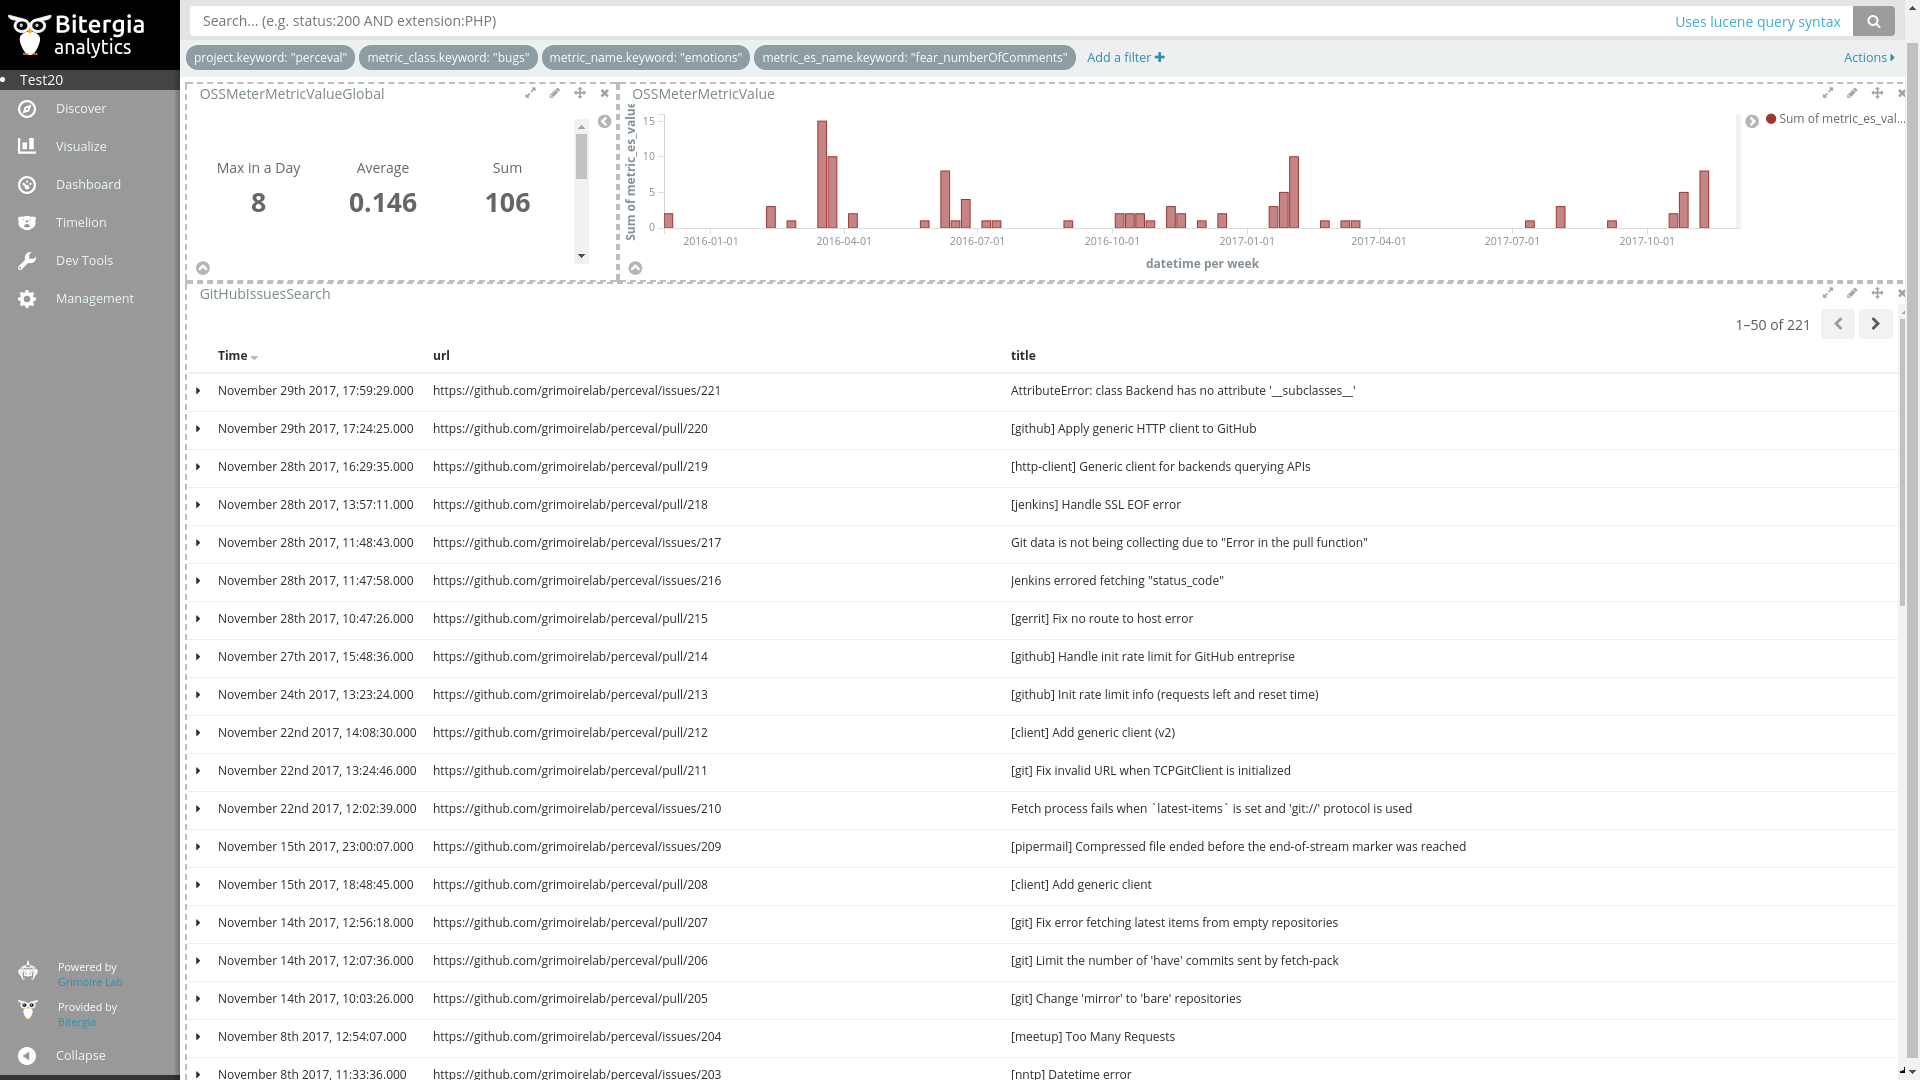 Bitergia
analytics
Test20
Discover
Visualize
Dashboard
Timelion
Dev Tools
Management
Powered by
Grimoire Lab
Provided by
Bitergia
Collapse
Search... (e.g. status:200 AND extension:PHP)
Uses lucene query syntax
project.keyword: "perceval"
metric_class.keyword: "bugs"
metric_name.keyword: "emotions"
metric_es_name.keyword: "fear_numberOfComments"
Add a filter
Actions
OSSMeterMetricValueGlobal
Max in a Day
8
Average
0.146
Sum
106
OSSMeterMetricValue
Sum of metric_es_value
15
10
5
0
2016-01-01
2016-04-01
2016-07-01
2016-10-01
2017-01-01
2017-04-01
2017-07-01
2017-10-01
datetime per week
Sum of metric_es_val...
GitHubIssuesSearch
1–50 of 221
Time url title
November 29th 2017, 17:59:29.000 https://github.com/grimoirelab/perceval/issues/221 AttributeError: class Backend has no attribute '__subclasses__'
November 29th 2017, 17:24:25.000 https://github.com/grimoirelab/perceval/pull/220 [github] Apply generic HTTP client to GitHub
November 28th 2017, 16:29:35.000 https://github.com/grimoirelab/perceval/pull/219 [http-client] Generic client for backends querying APIs
November 28th 2017, 13:57:11.000 https://github.com/grimoirelab/perceval/pull/218 [jenkins] Handle SSL EOF error
November 28th 2017, 11:48:43.000 https://github.com/grimoirelab/perceval/issues/217 Git data is not being collecting due to "Error in the pull function"
November 28th 2017, 11:47:58.000 https://github.com/grimoirelab/perceval/issues/216 Jenkins errored fetching "status_code"
November 28th 2017, 10:47:26.000 https://github.com/grimoirelab/perceval/pull/215 [gerrit] Fix no route to host error
November 27th 2017, 15:48:36.000 https://github.com/grimoirelab/perceval/pull/214 [github] Handle init rate limit for GitHub entreprise
November 24th 2017, 13:23:24.000 https://github.com/grimoirelab/perceval/pull/213 [github] Init rate limit info (requests left and reset time)
November 22nd 2017, 14:08:30.000 https://github.com/grimoirelab/perceval/pull/212 [client] Add generic client (v2)
November 22nd 2017, 13:24:46.000 https://github.com/grimoirelab/perceval/pull/211 [git] Fix invalid URL when TCPGitClient is initialized
November 22nd 2017, 12:02:39.000 https://github.com/grimoirelab/perceval/issues/210 Fetch process fails when `latest-items` is set and 'git://' protocol is used
November 15th 2017, 23:00:07.000 https://github.com/grimoirelab/perceval/issues/209 [pipermail] Compressed file ended before the end-of-stream marker was reached
November 15th 2017, 18:48:45.000 https://github.com/grimoirelab/perceval/pull/208 [client] Add generic client
November 14th 2017, 12:56:18.000 https://github.com/grimoirelab/perceval/pull/207 [git] Fix error fetching latest items from empty repositories
November 14th 2017, 12:07:36.000 https://github.com/grimoirelab/perceval/pull/206 [git] Limit the number of 'have' commits sent by fetch-pack
November 14th 2017, 10:03:26.000 https://github.com/grimoirelab/perceval/pull/205 [git] Change 'mirror' to 'bare' repositories
November 8th 2017, 12:54:07.000 https://github.com/grimoirelab/perceval/issues/204 [meetup] Too Many Requests
November 8th 2017, 11:33:36.000 https://github.com/grimoirelab/perceval/issues/203 [nntp] Datetime error